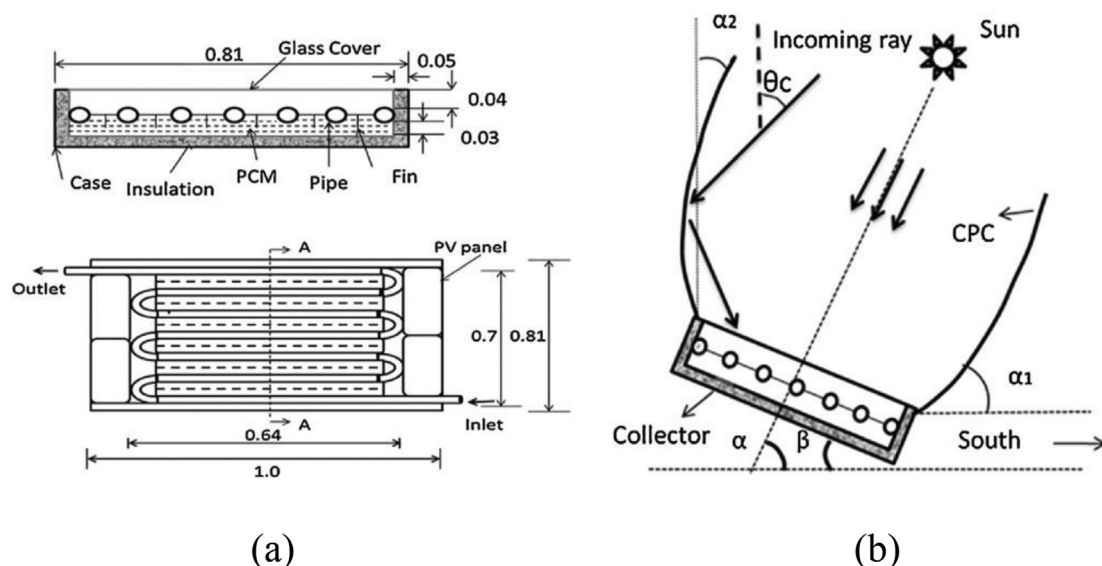 Glass Cover
0.81
0.05
0.04
0.03
Case
Insulation
PCM
Pipe
Fin
A
PV panel
Outlet
0.7
0.81
A
Inlet
0.64
1.0
(a)
α2
Incoming ray
Sun
θc
CPC
α1
Collector
α
β
South
(b)